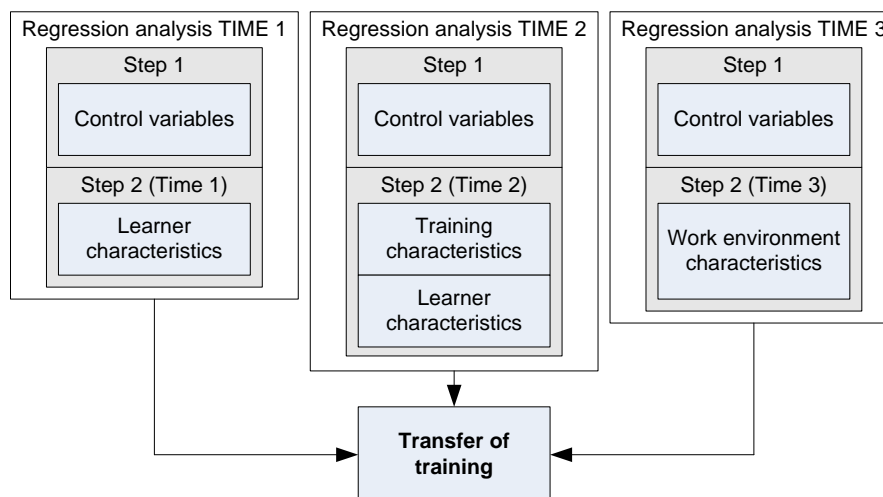 Regression analysis TIME 1
Step 1
Control variables
Step 2 (Time 1)
Learner
characteristics
Regression analysis TIME 2
Step 1
Control variables
Step 2 (Time 2)
Training
characteristics
Learner
characteristics
Regression analysis TIME 3
Step 1
Control variables
Step 2 (Time 3)
Work environment
characteristics
Transfer of
training